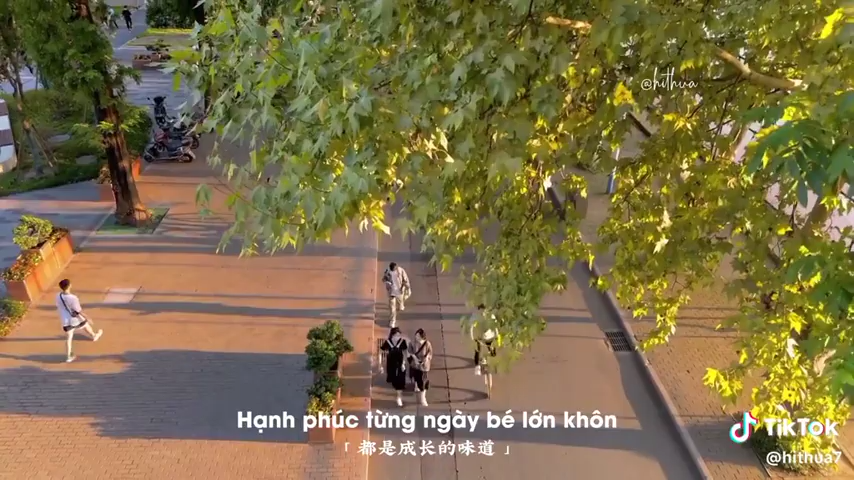 @hithua
Hạnh phúc từng ngày bé lớn khôn
「都是成长的味道」
TikTok
@hithua7